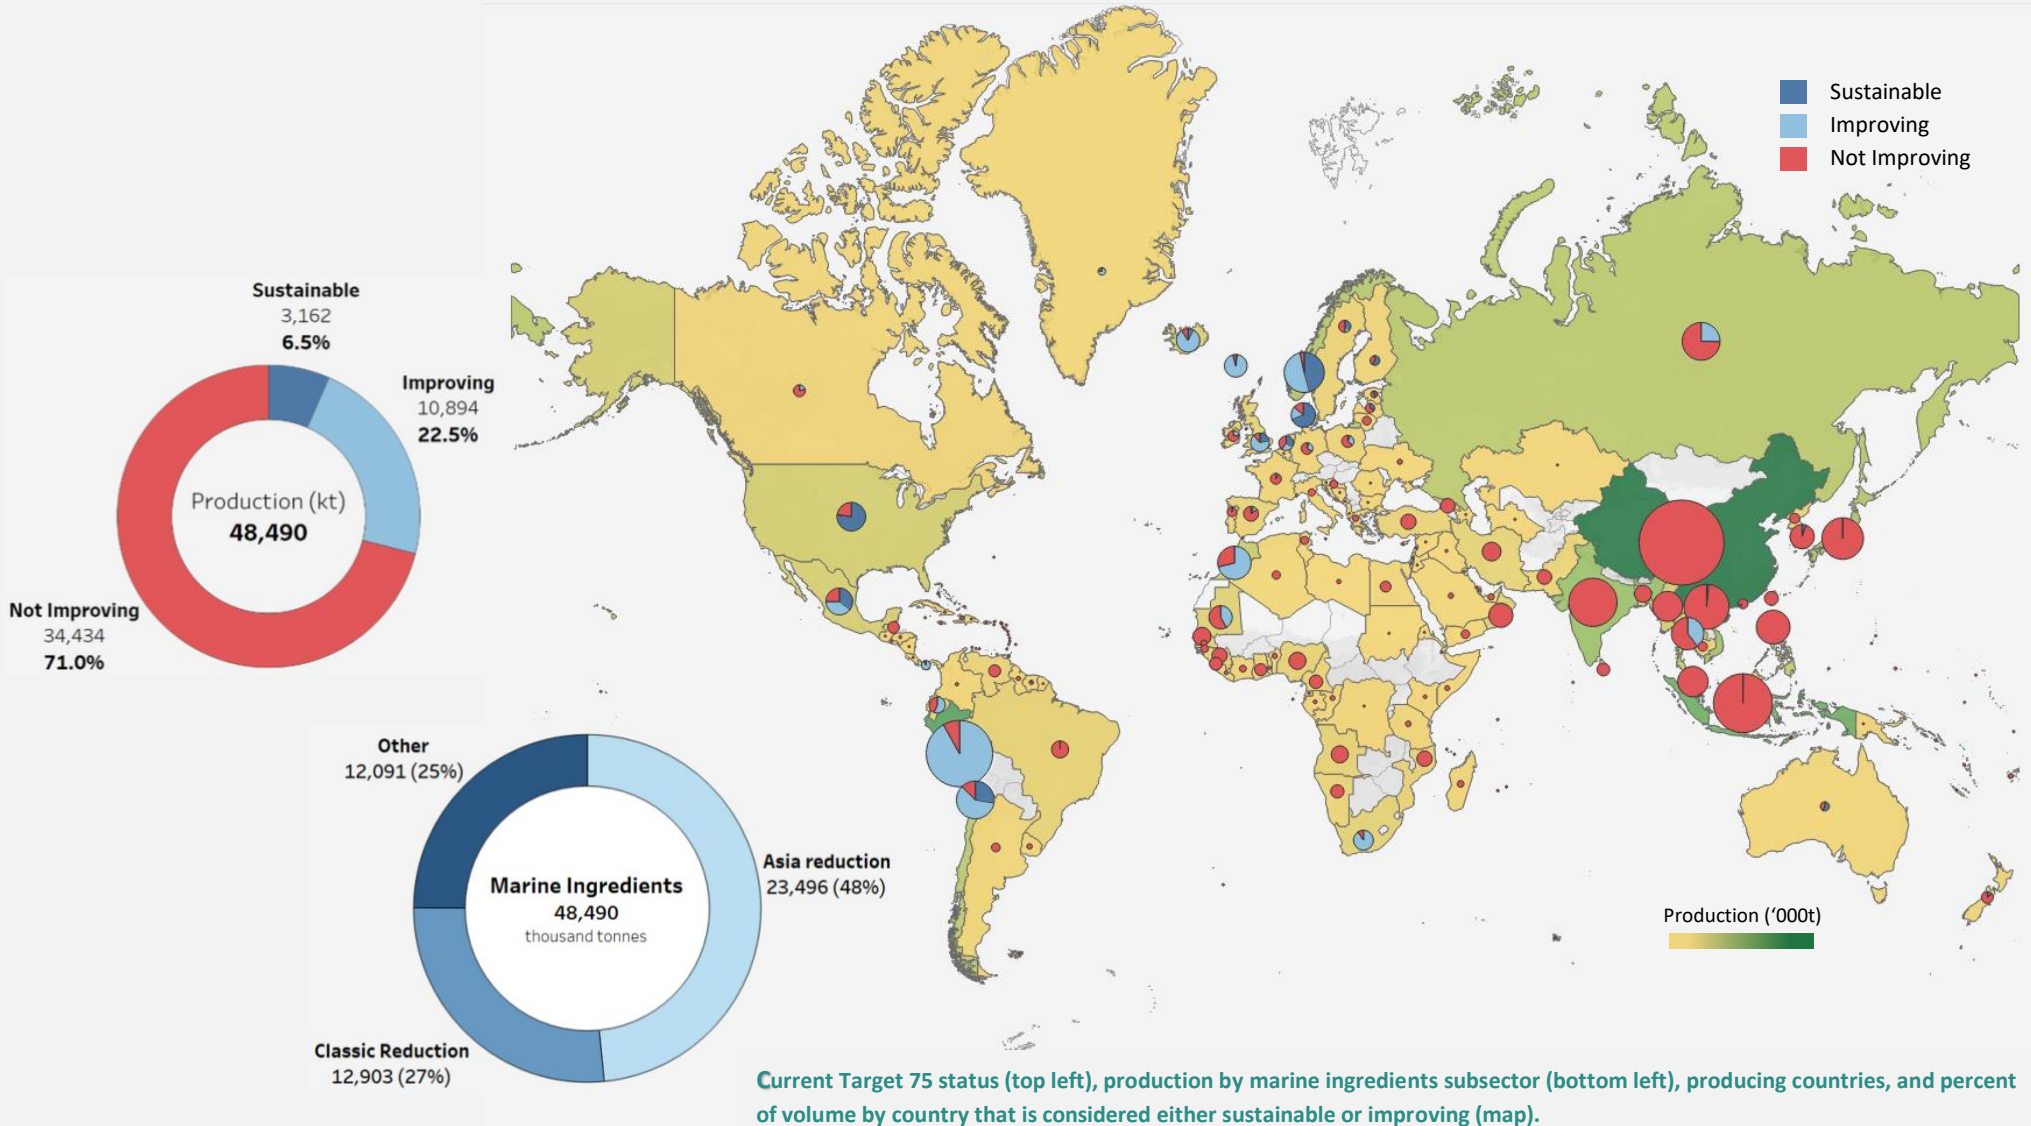 Sustainable
Improving
Not Improving
Sustainable
3,162
6.5%
Improving
10,894
22.5%
Production (kt)
48,490
Not Improving
34,434
71.0%
Other
12,091 (25%)
Asia reduction
23,496 (48%)
Marine Ingredients
48,490
thousand tonnes
Classic Reduction
12,903 (27%)
Production (‘000t)
Current Target 75 status (top left), production by marine ingredients subsector (bottom left), producing countries, and percent
of volume by country that is considered either sustainable or improving (map).